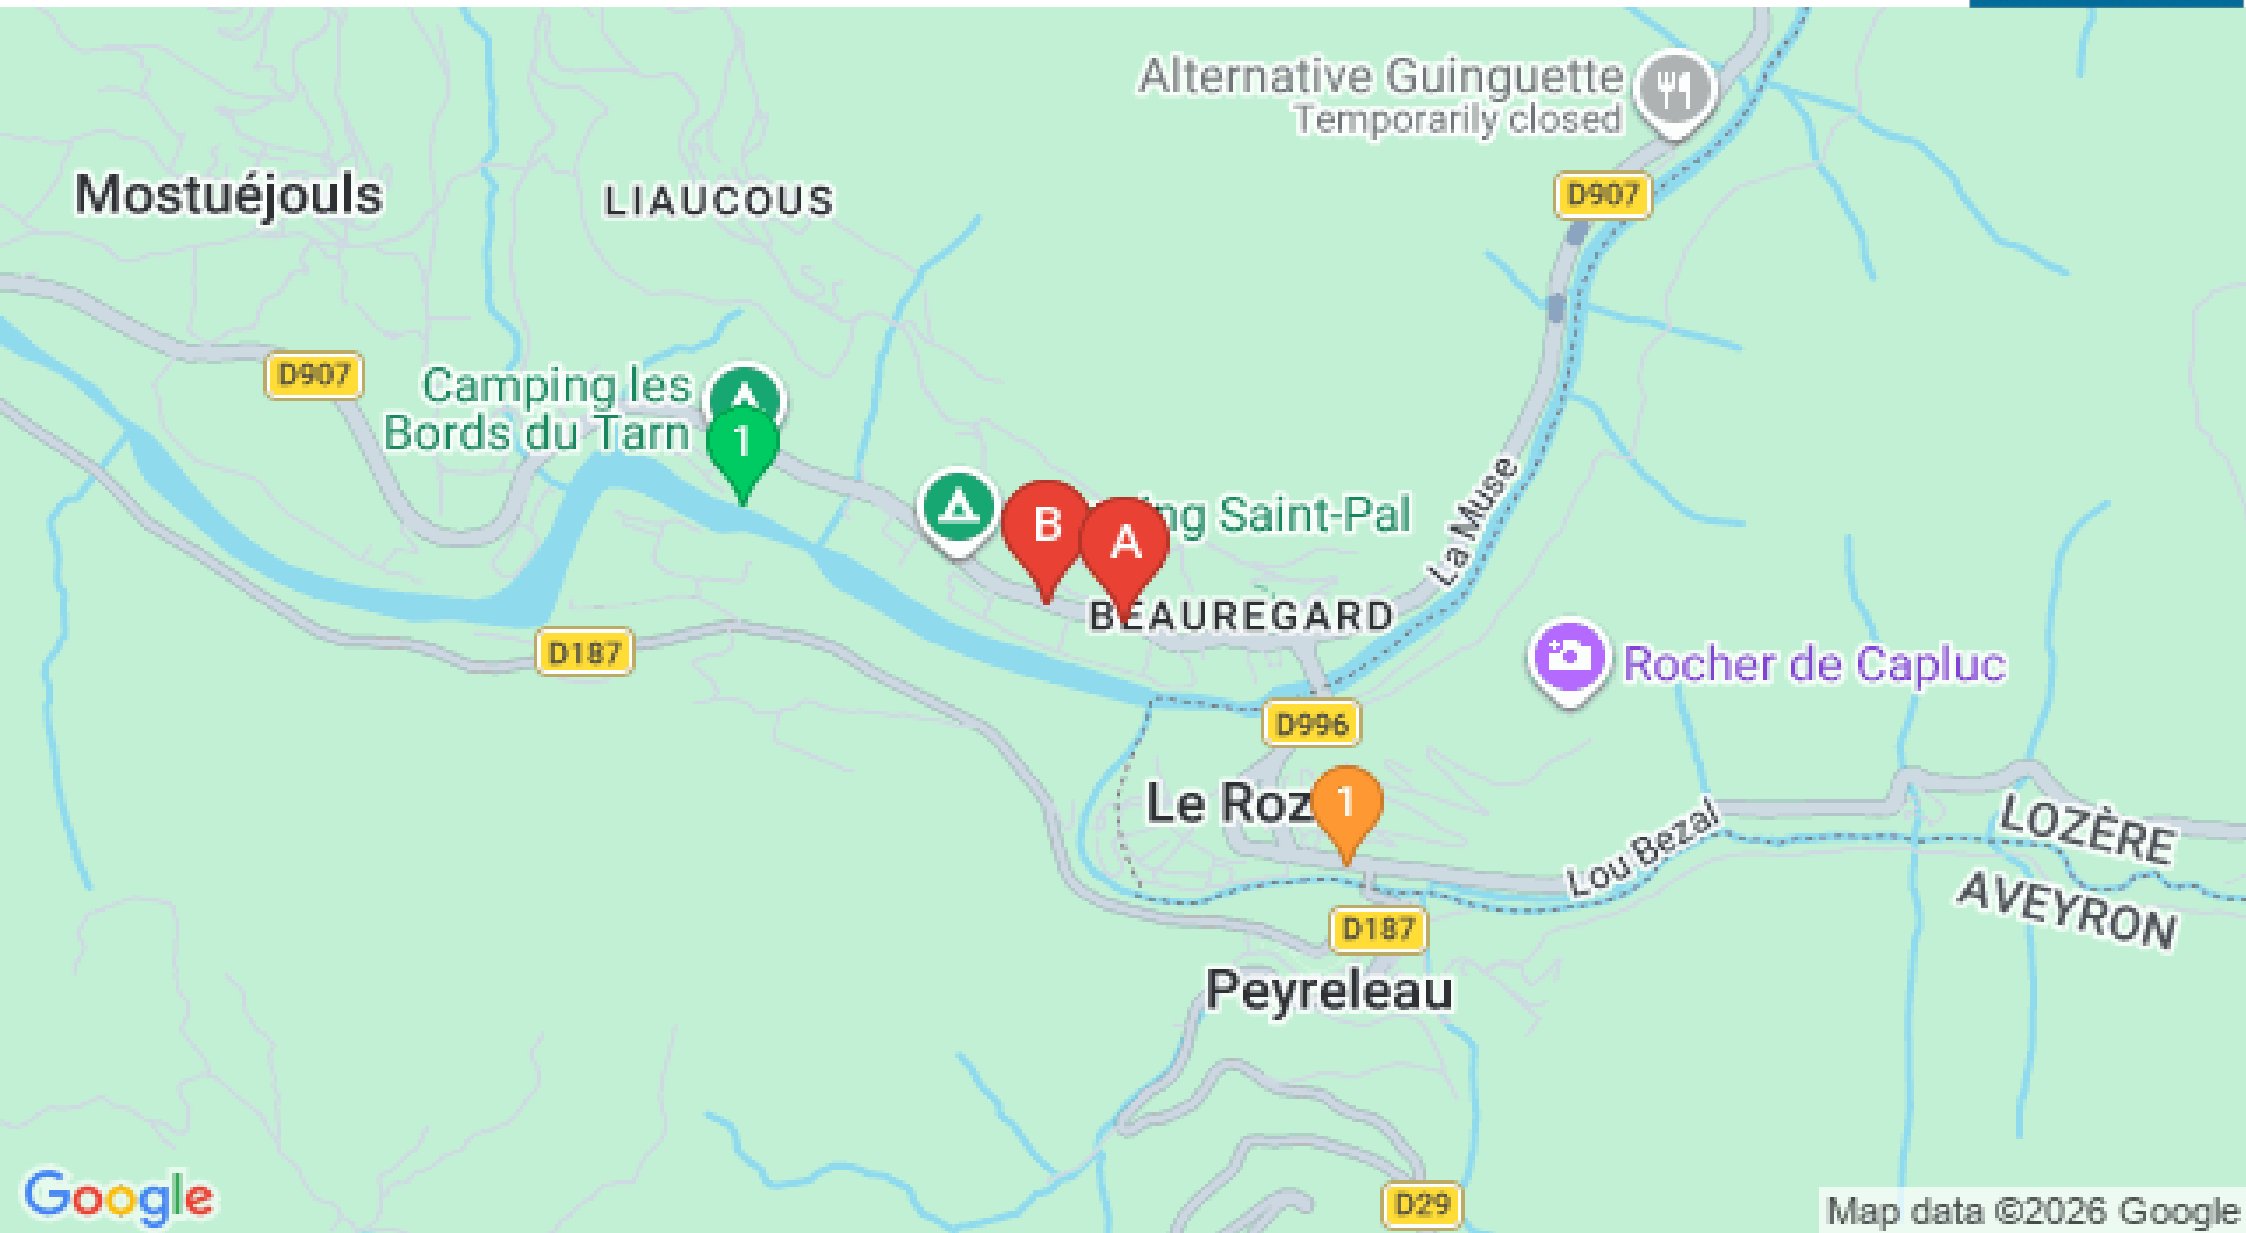 Alternative Guinguette
Temporarily closed
Mostuéjouls
LIAUCOUS
D907
D907
Camping les
Bords du Tarn
1
B
A
ng Saint-Pal
La Muse
BEAUREGARD
D187
Rocher de Capluc
D996
Le Roz
1
Lou Bezal
LOZÈRE
AVEYRON
D187
Peyreleau
D29
Google
Map data ©2026 Google